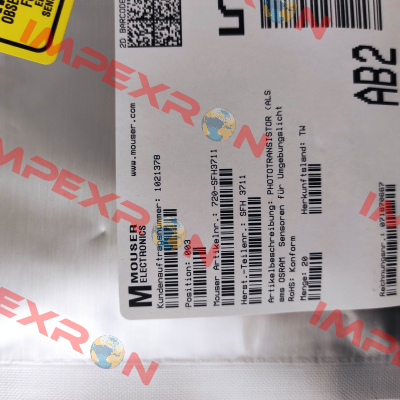 2D BARCODE
www.mouser.com
MOUSER
ELECTRONICS
Kundenauftragsnummer: 1021378
Position: 003
Mouser Artikelnr.: 720-SFH3711
Herst.-Teilenr.: SFH 3711
Artikelbeschreibung: PHOTOTRANSISTOR (ALS
ams OSRAM Sensoren für Umgebungslicht
RoHS: Konform
Menge: 20
Herkunftsland: TW
AB2
IMPEXRON
IMPEXRON
IMPEXRON
IMPEXRON